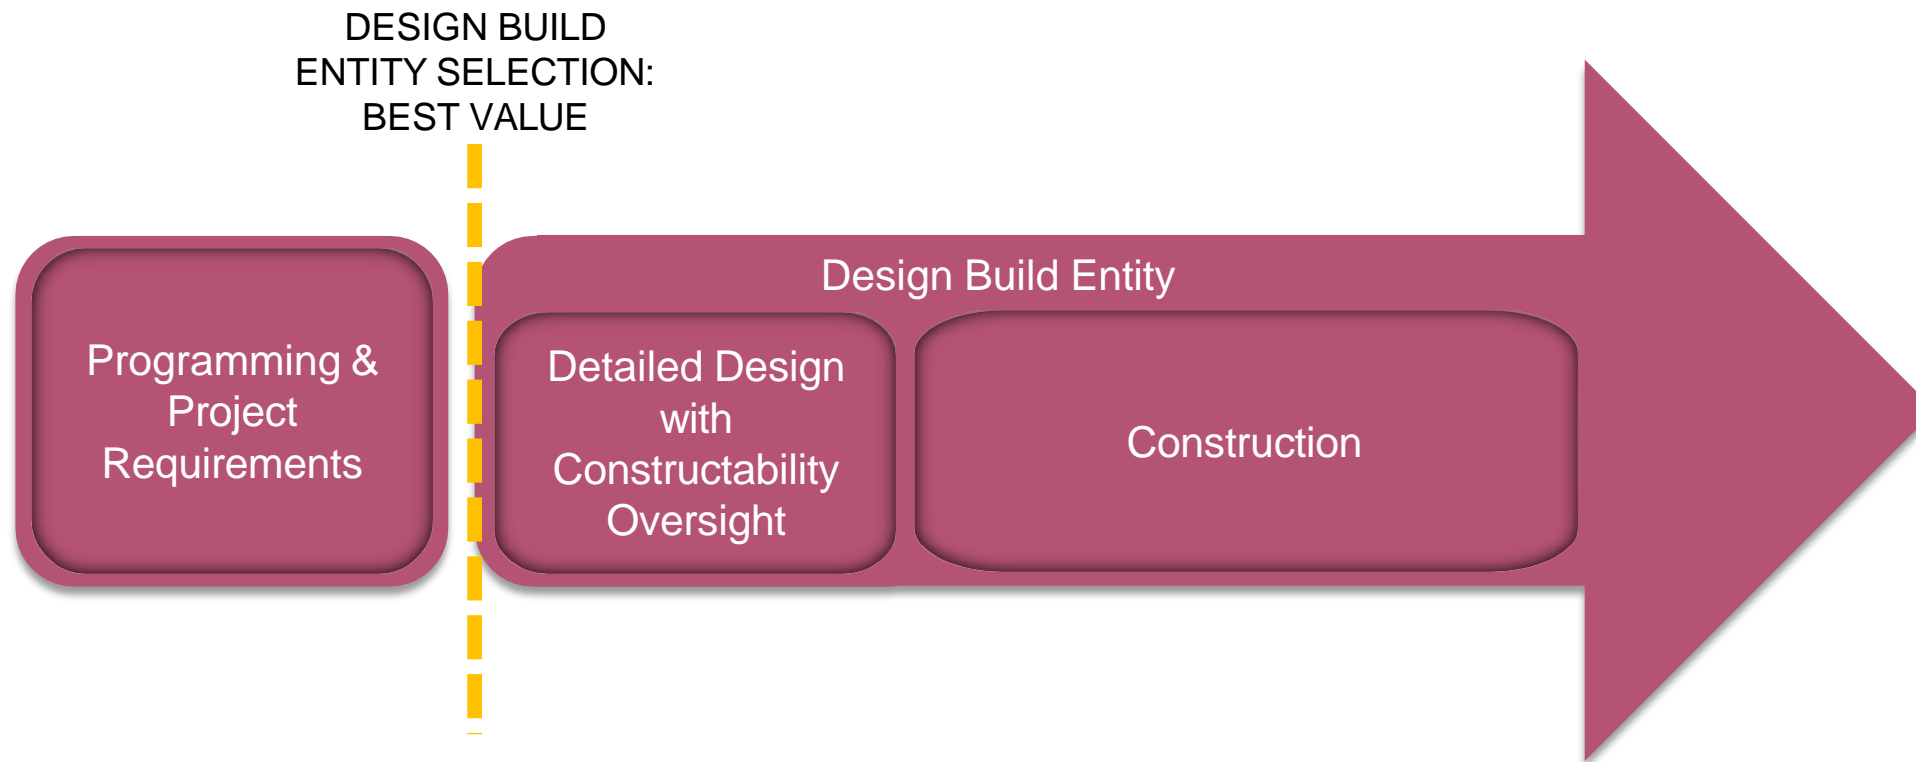 DESIGN BUILD
ENTITY SELECTION:
BEST VALUE
Programming &
Project
Requirements
Design Build Entity
Detailed Design
with
Constructability
Oversight
Construction